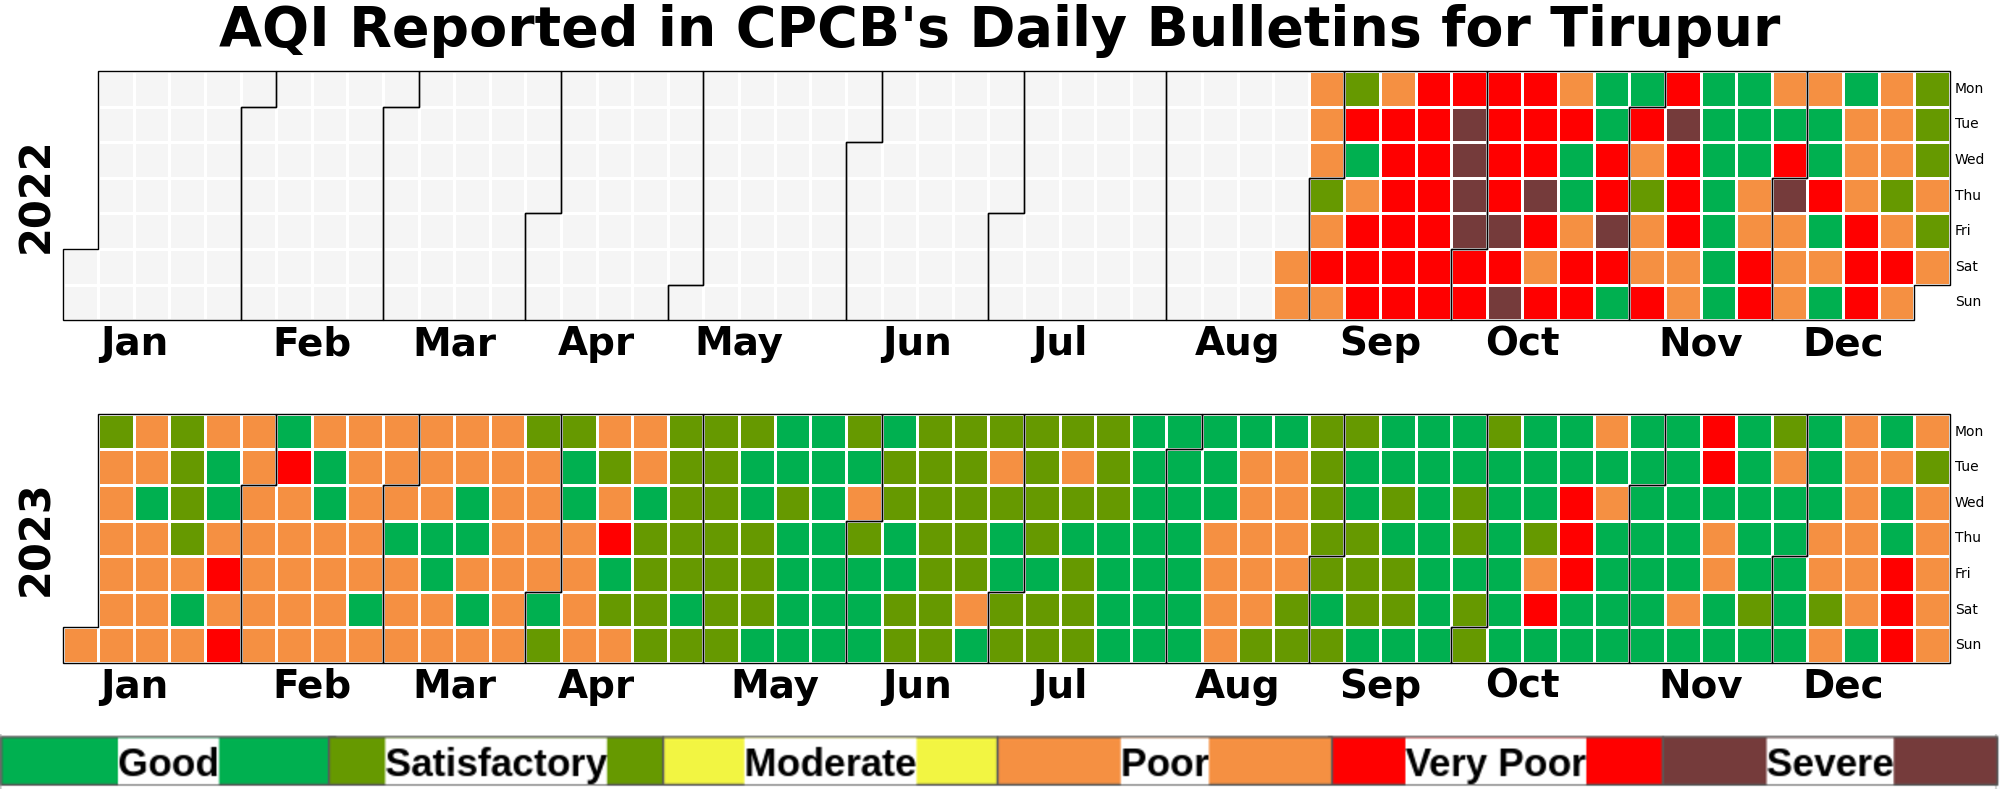 AQI Reported in CPCB's Daily Bulletins for Tirupur
2022
Mon
Tue
Wed
Thu
Fri
Sat
Sun
Jan Feb Mar Apr May Jun Jul Aug Sep Oct Nov Dec
2023
Mon
Tue
Wed
Thu
Fri
Sat
Sun
Jan Feb Mar Apr May Jun Jul Aug Sep Oct Nov Dec
Good Satisfactory Moderate Poor Very Poor Severe